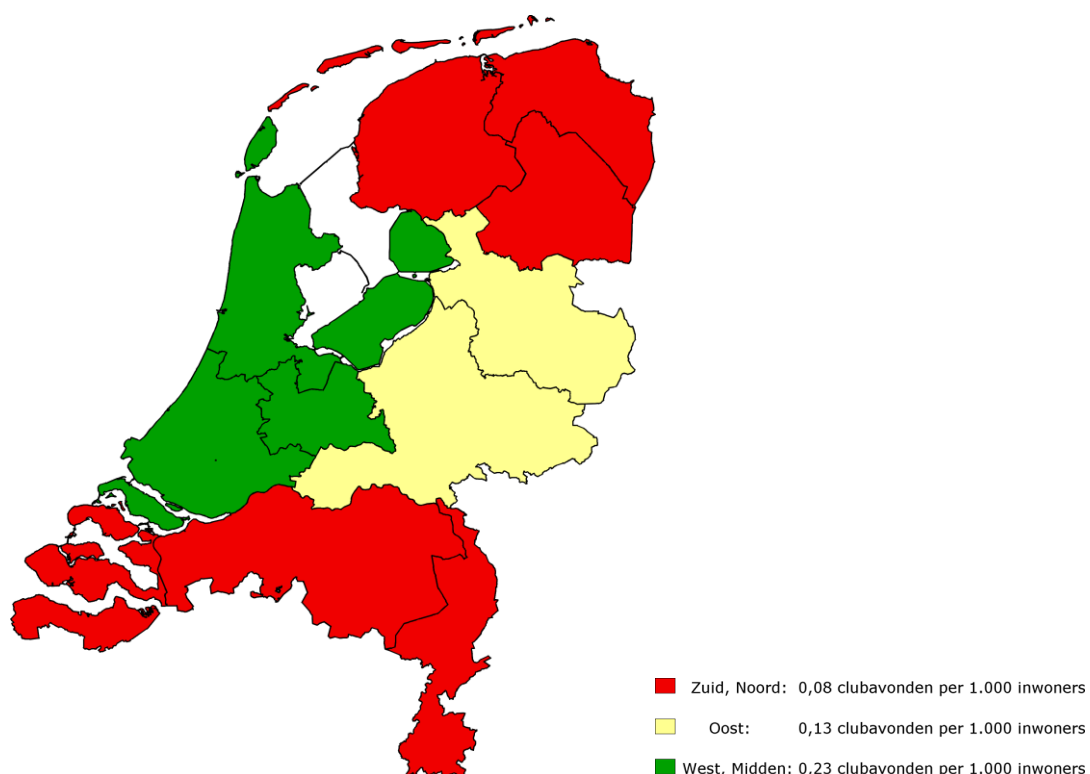 Zuid, Noord: 0,08 clubavonden per 1.000 inwoners
Oost: 0,13 clubavonden per 1.000 inwoners
West, Midden: 0,23 clubavonden per 1.000 inwoners